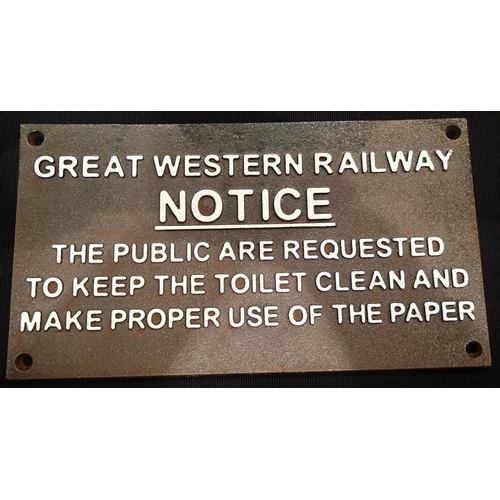 GREAT WESTERN RAILWAY
NOTICE
THE PUBLIC ARE REQUESTED
TO KEEP THE TOILET CLEAN AND
MAKE PROPER USE OF THE PAPER